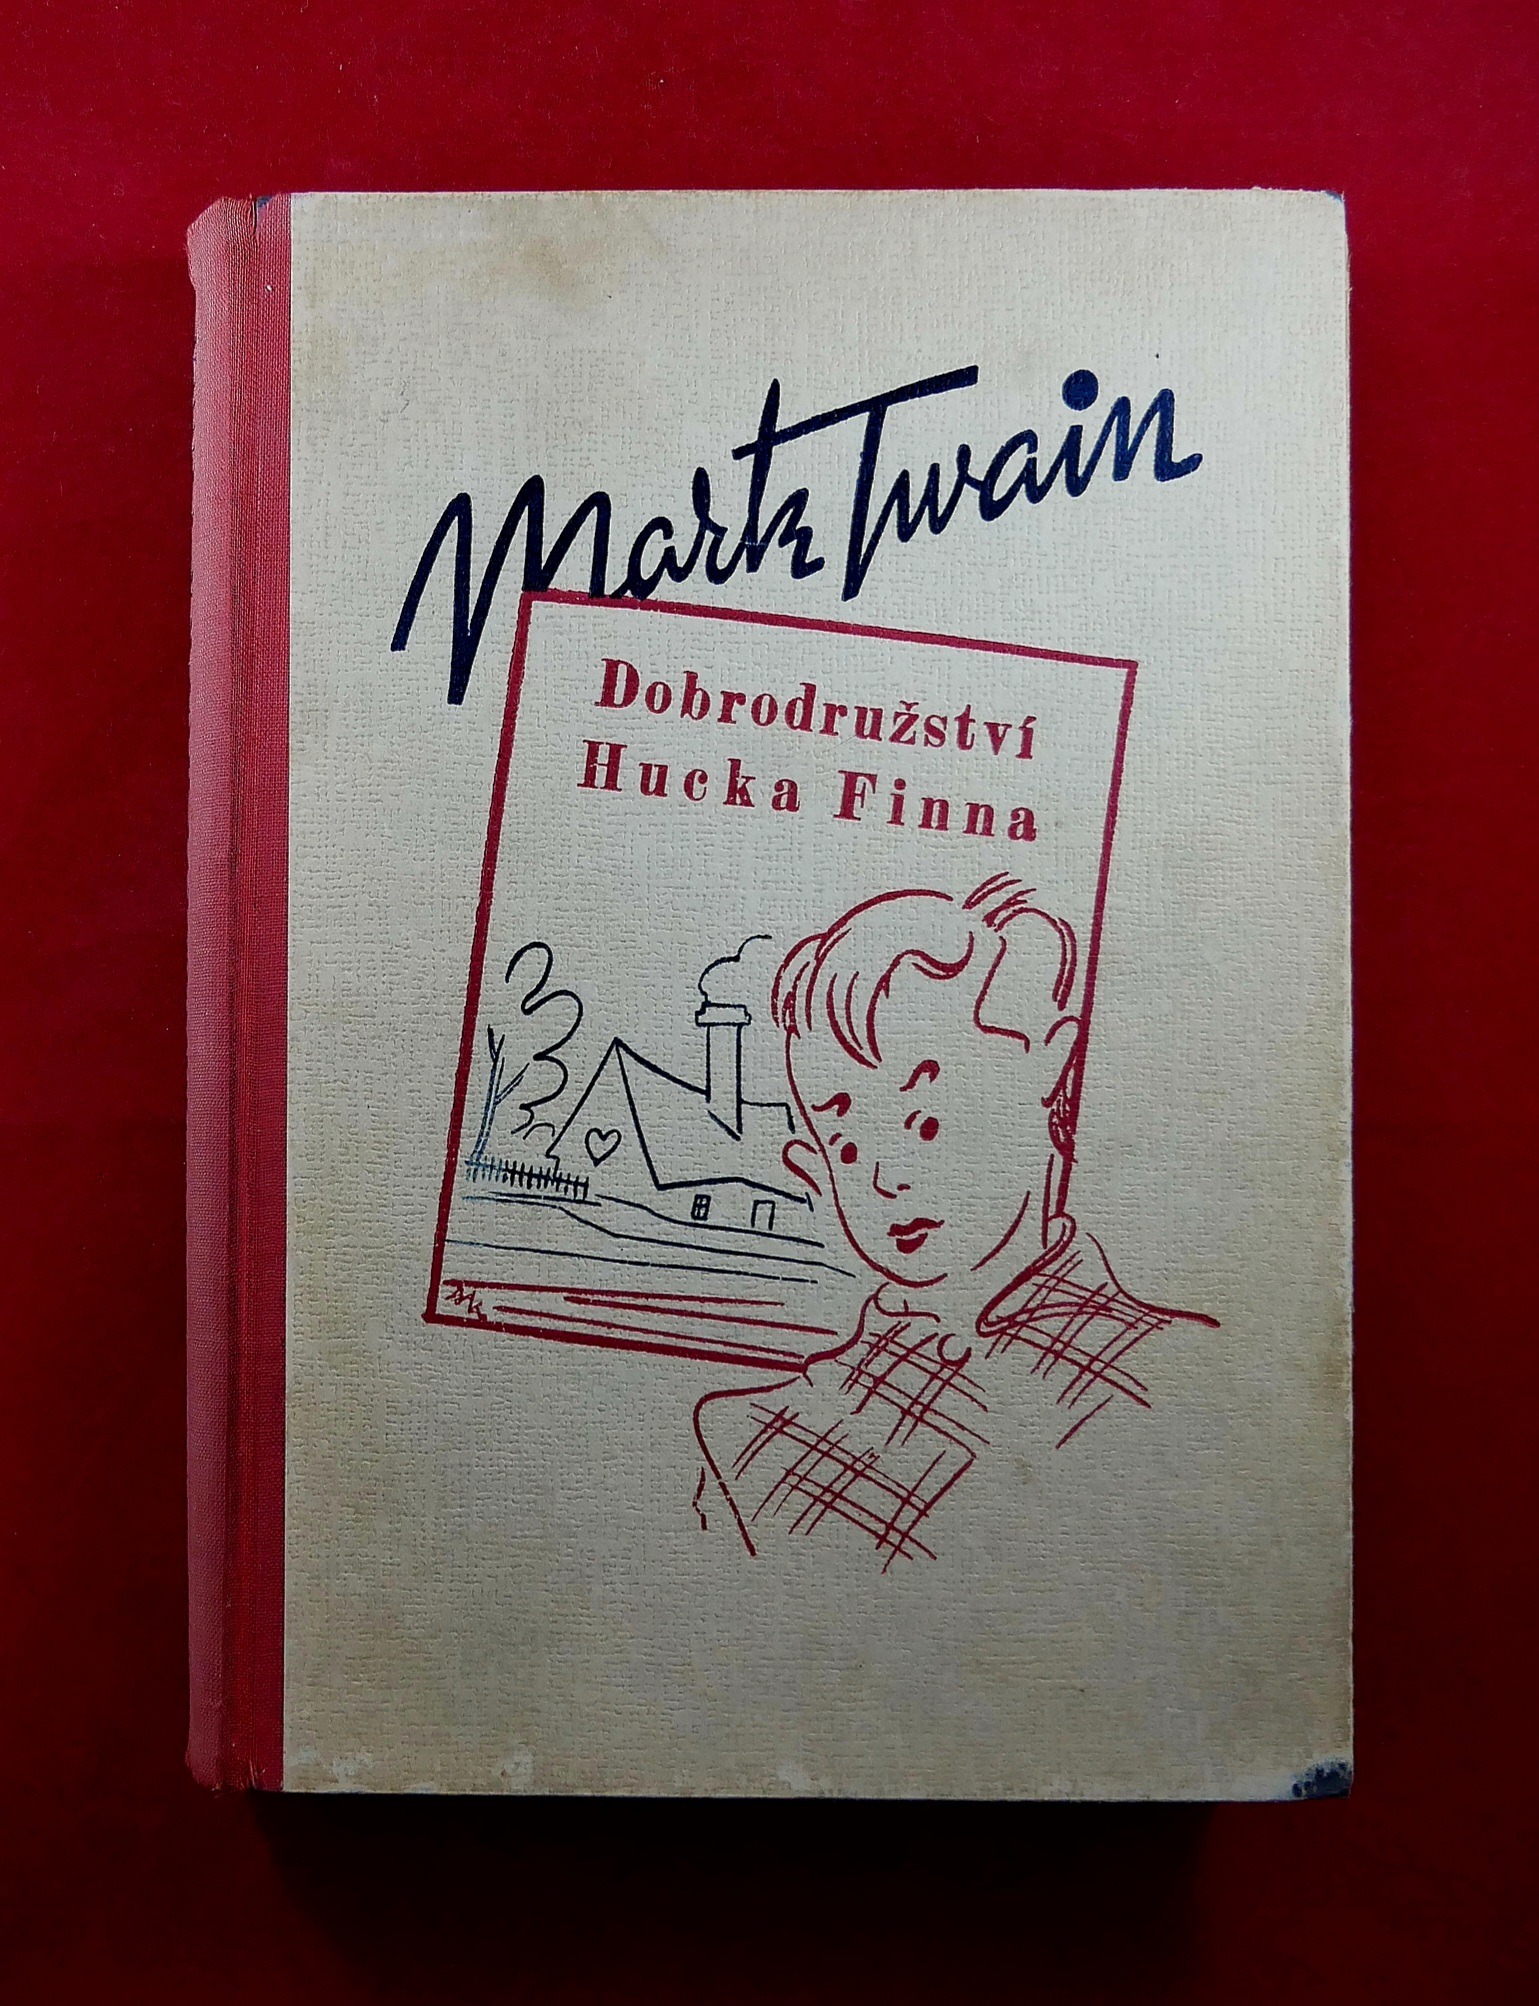 Mark Twain
Dobrodružství
Hucka Finna